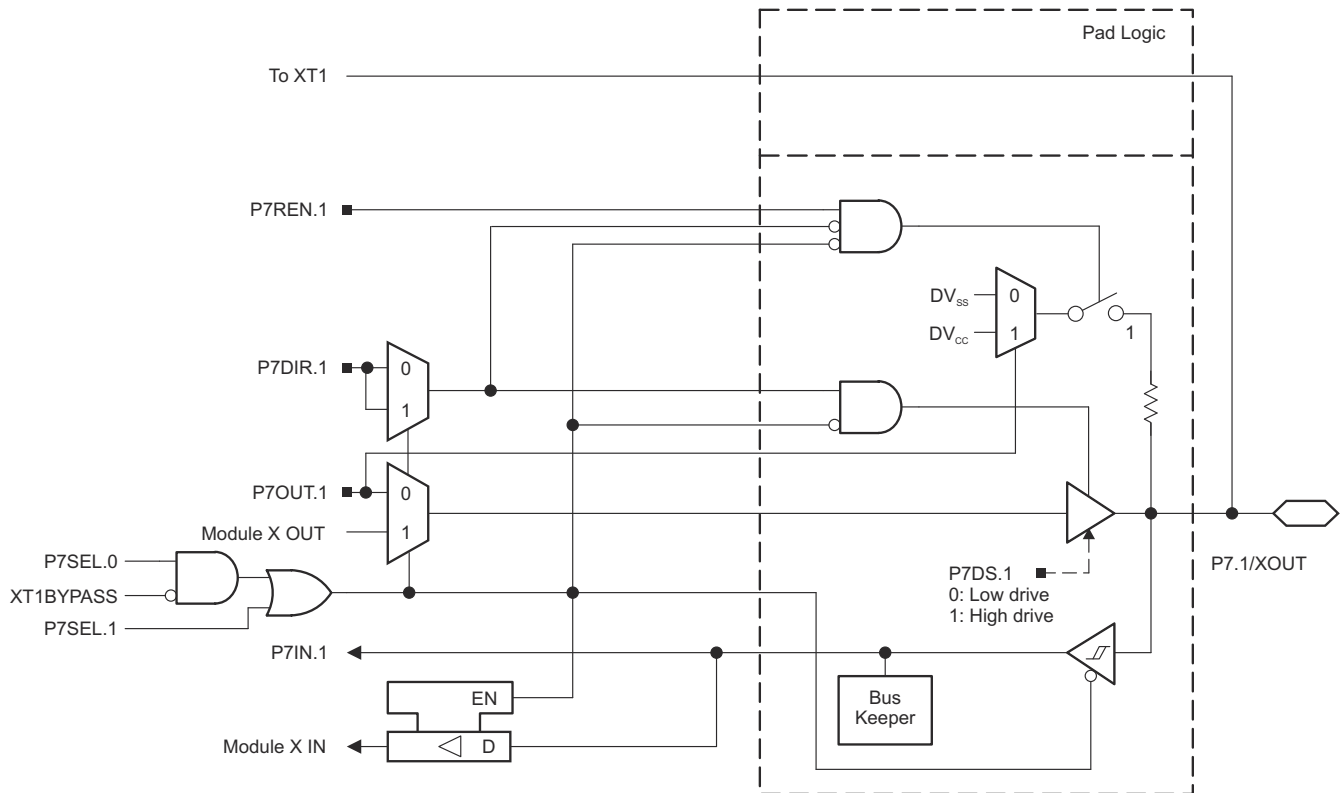 Pad Logic
To XT1
P7REN.1
DVSS
0
DVCC
1
1
P7DIR.1
0
1
P7OUT.1
0
Module X OUT
1
P7SEL.0
XT1BYPASS
P7SEL.1
P7DS.1
0: Low drive
1: High drive
P7.1/XOUT
P7IN.1
EN
Bus
Keeper
Module X IN
D